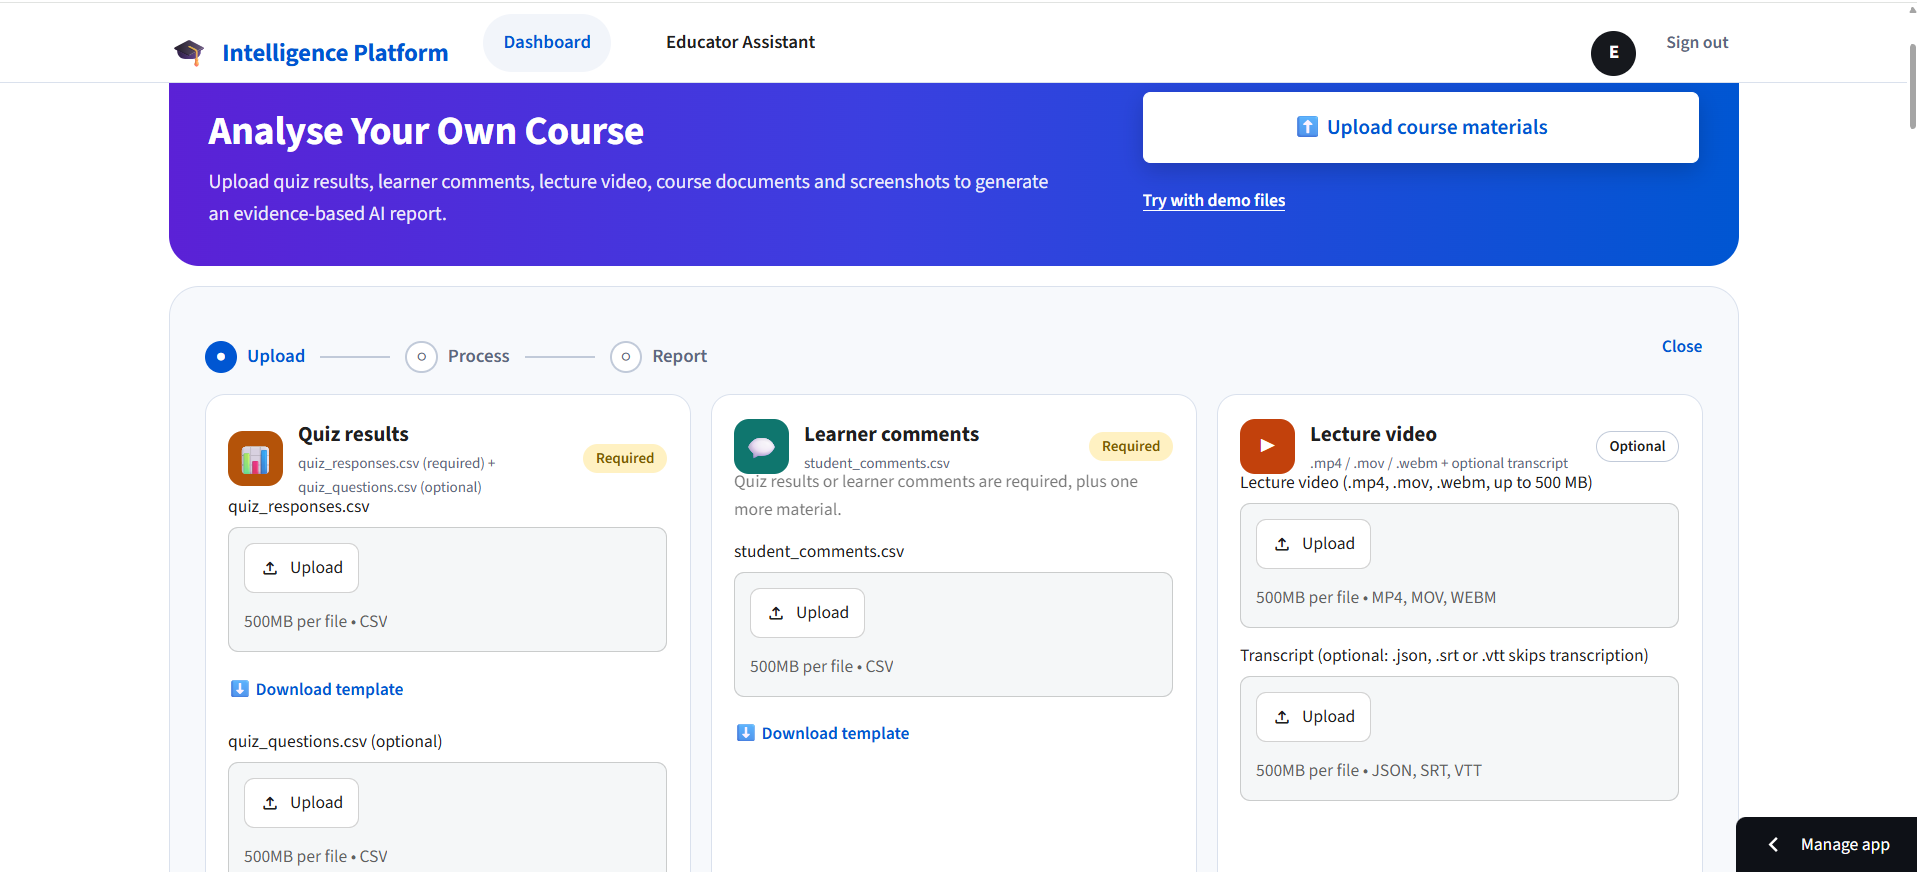 Intelligence Platform
Dashboard
Educator Assistant
E
Sign out
Analyse Your Own Course
Upload quiz results, learner comments, lecture video, course documents and screenshots to generate
an evidence-based AI report.
Upload course materials
Try with demo files
Upload
Process
Report
Close
Quiz results
quiz_responses.csv (required) +
quiz_questions.csv (optional)
Required
quiz_responses.csv
Upload
500MB per file • CSV
Download template
quiz_questions.csv (optional)
Upload
500MB per file • CSV
Learner comments
student_comments.csv
Required
Quiz results or learner comments are required, plus one
more material.
student_comments.csv
Upload
500MB per file • CSV
Download template
Lecture video
.mp4 / .mov / .webm + optional transcript
Optional
Lecture video (.mp4, .mov, .webm, up to 500 MB)
Upload
500MB per file • MP4, MOV, WEBM
Transcript (optional: .json, .srt or .vtt skips transcription)
Upload
500MB per file • JSON, SRT, VTT
Manage app